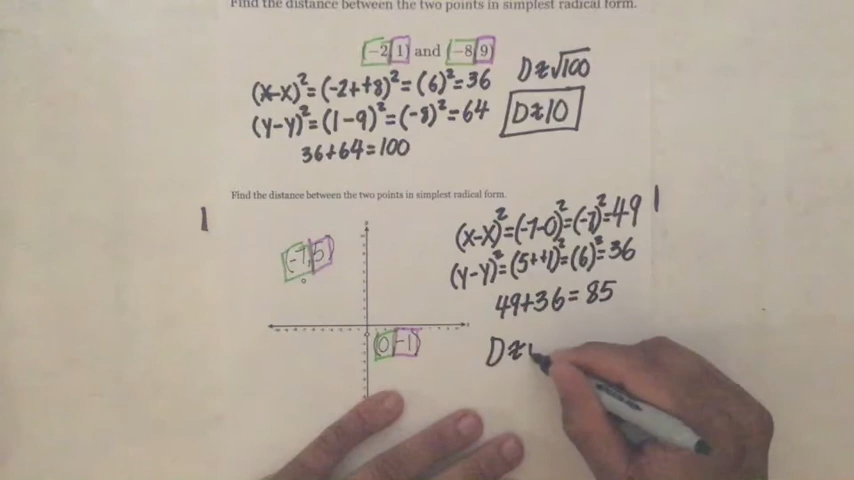 Find the distance between the two points in simplest radical form.
(-2, 1) and (-8, 9)
(x-x)²=(-2++8)²=(6)²=36
(y-y)²=(1-9)²=(-8)²=64
36+64=100
D≈√100
D≈10
Find the distance between the two points in simplest radical form.
(-7,5)
(0,-1)
(x-x)²=(-7-0)²=(-7)²=49
(y-y)²=(5++1)²=(6)²=36
49+36=85
D≈